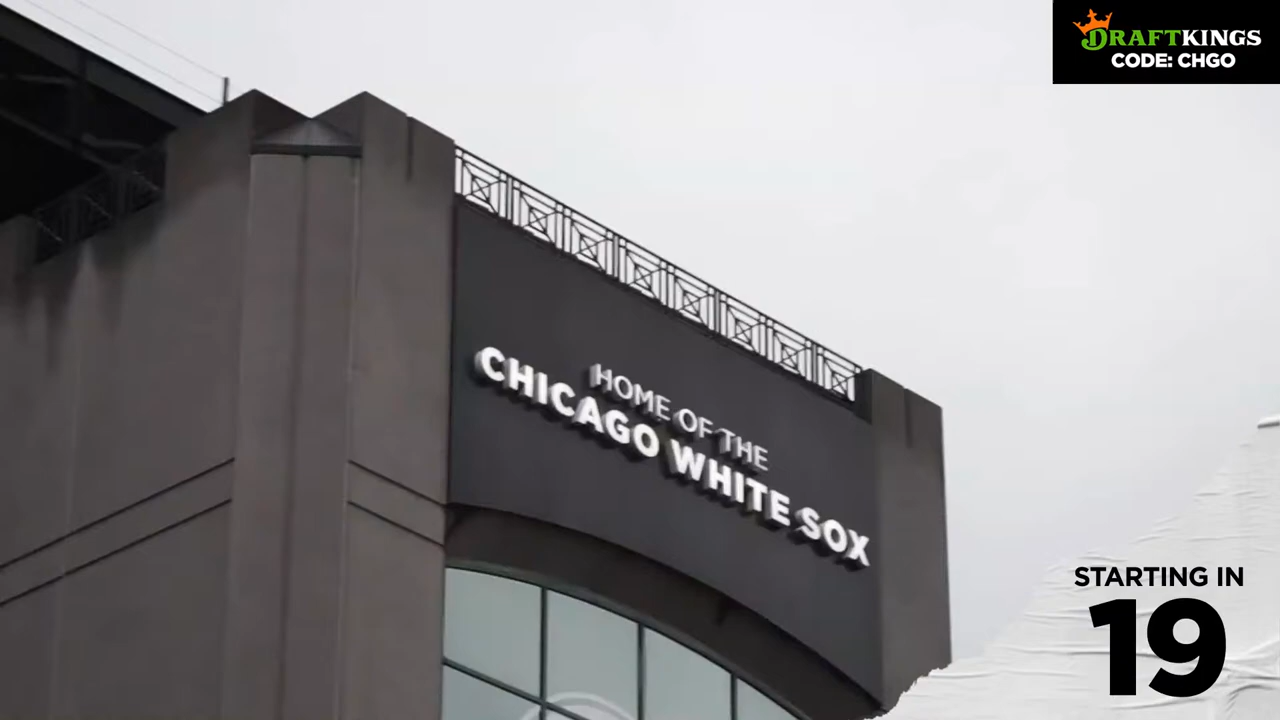 DRAFTKINGS
CODE: CHGO
HOME OF THE
CHICAGO WHITE SOX
STARTING IN
19